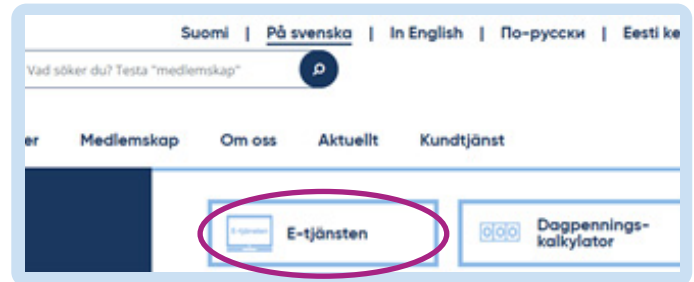 Suomi | På svenska | In English | По-русски | Eesti ke
Vad söker du? Testa "medlemskap"
er Medlemskap Om oss Aktuellt Kundtjänst
E-tjänsten
E-tjänsten
Dagpennings-
kalkylator